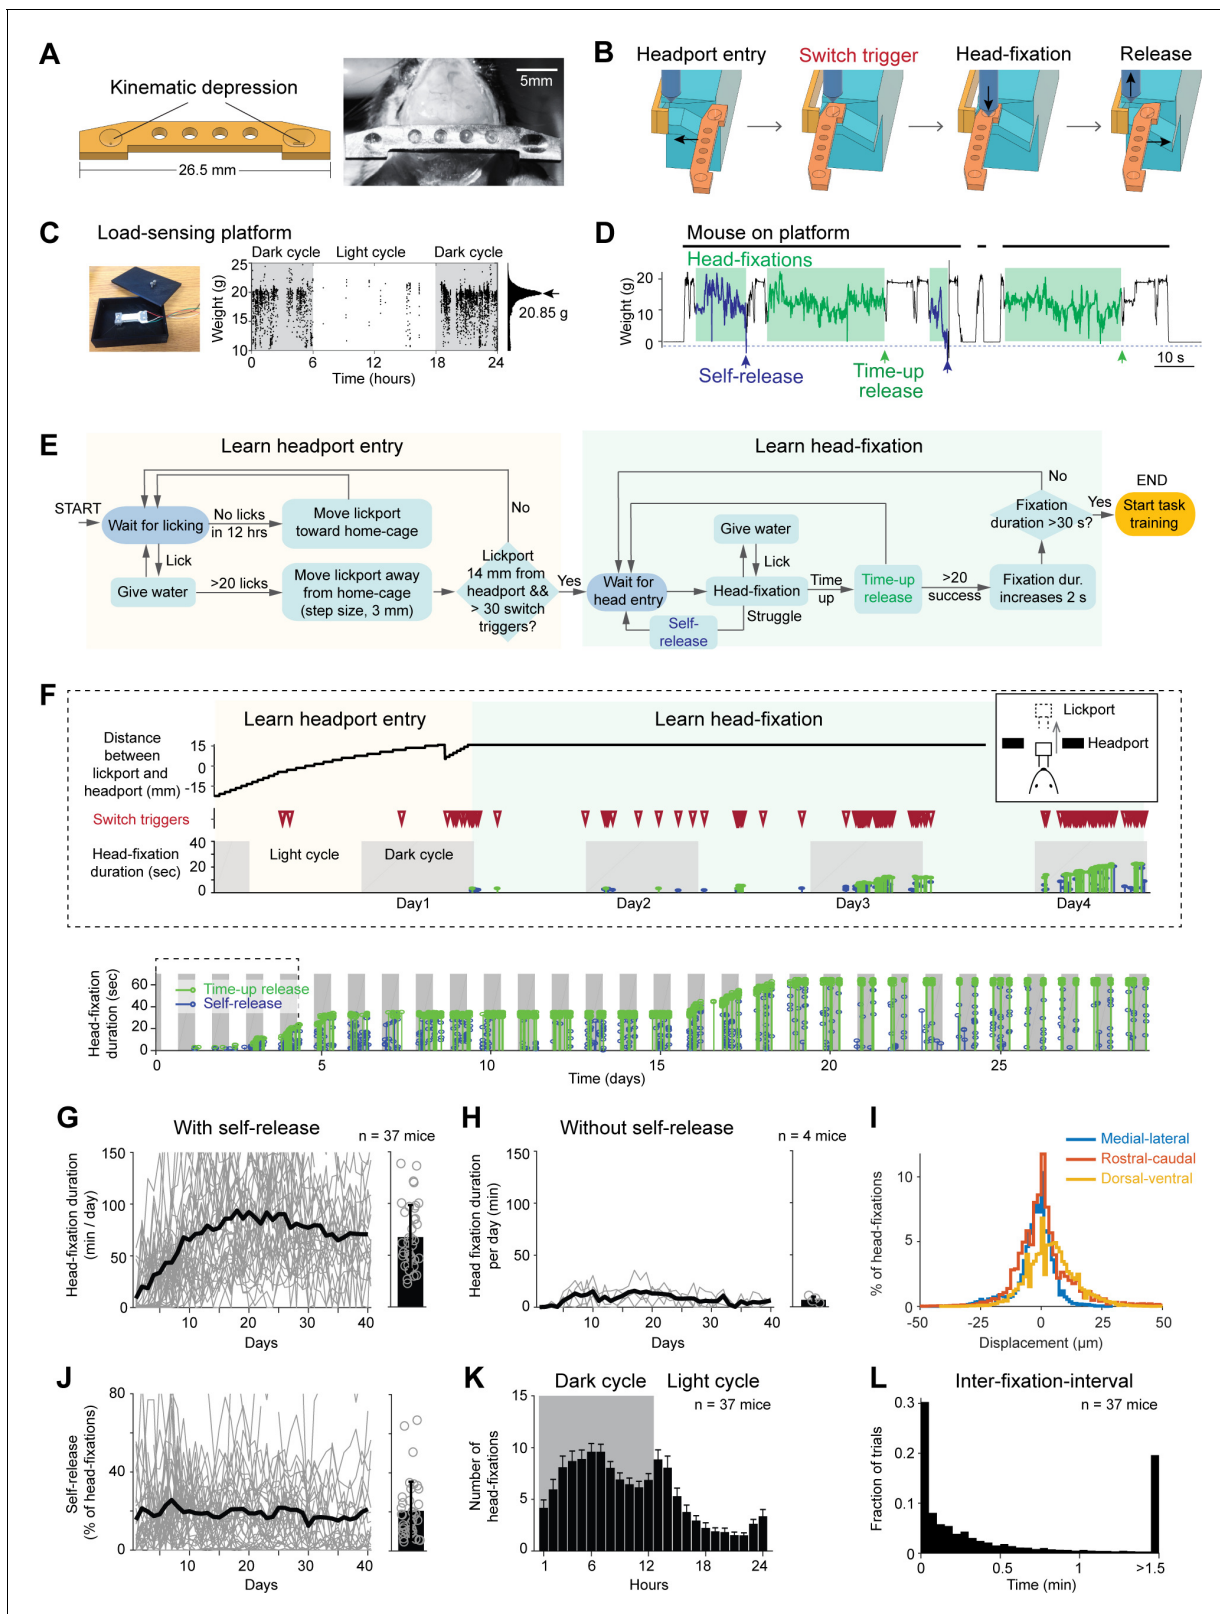 A
Kinematic depression
26.5 mm
5mm
B
Headport entry
Switch trigger
Head-fixation
Release
C
Load-sensing platform
Dark cycle
Light cycle
Dark cycle
Weight (g)
25
20
15
10
0
6
12
18
24
Time (hours)
20.85 g
D
Mouse on platform
Head-fixations
Weight (g)
20
10
0
Self-release
Time-up
release
10 s
E
Learn headport entry
START
Wait for licking
No licks
in 12 hrs
Move lickport
toward home-cage
Lick
Give water
>20 licks
Move lickport away
from home-cage
(step size, 3 mm)
No
Lickport
14 mm from
headport &&
> 30 switch
triggers?
Yes
Learn head-fixation
Wait for
head entry
Give water
Lick
Head-fixation
Struggle
Self-
release
Time
up
Time-up
release
>20
success
Fixation dur.
increases 2 s
Fixation
duration >30 s?
No
Yes
END
Start task
training
F
Learn headport entry
Learn head-fixation
Distance
between
lickport and
headport (mm)
15
0
-15
Lickport
Headport
Switch triggers
Head-fixation
duration (sec)
40
20
0
Light cycle
Dark cycle
Day1
Day2
Day3
Day4
Head-fixation
duration (sec)
60
40
20
0
Time-up release
Self-release
0
5
10
15
20
25
Time (days)
G
With self-release
n = 37 mice
Head-fixation duration
(min / day)
150
100
50
0
10
20
30
40
Days
H
Without self-release
n = 4 mice
Head fixation duration
per day (min)
150
100
50
0
10
20
30
40
Days
I
Medial-lateral
Rostral-caudal
Dorsal-ventral
% of head-fixations
10
5
0
-50
-25
0
25
50
Displacement (µm)
J
Self-release
(% of head-fixations)
80
40
20
0
10
20
30
40
Days
K
Dark cycle
Light cycle
n = 37 mice
Number of
head-fixations
15
10
5
0
1
6
12
18
24
Hours
L
Inter-fixation-interval
n = 37 mice
Fraction of trials
0.3
0.3
0.1
0
0
0.5
1
>1.5
Time (min)